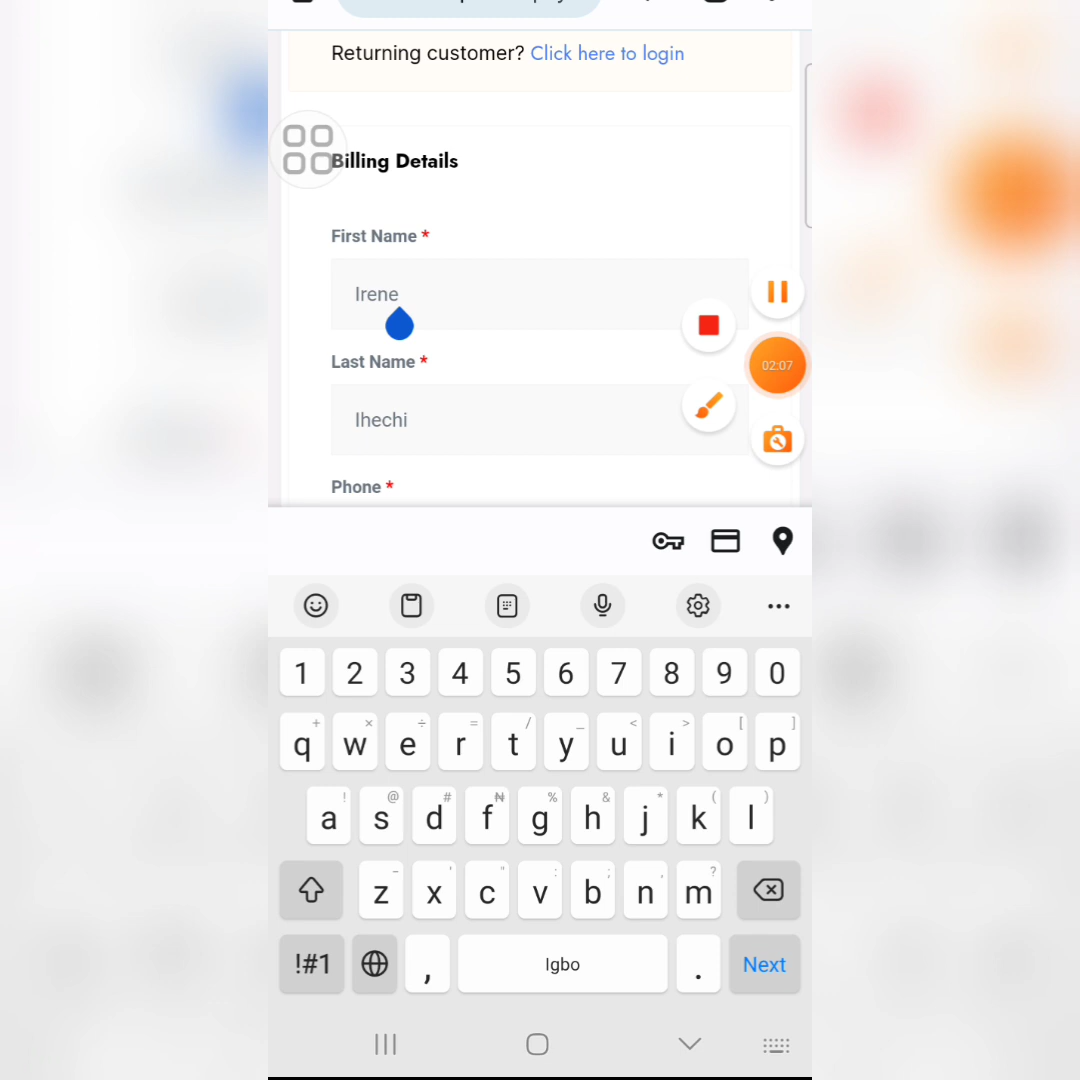 Returning customer? Click here to login
Billing Details
First Name *
Irene
Last Name *
02:07
Ihechi
Phone *
1 2 3 4 5 6 7 8 9 0
+ × ÷ = / _ < > [ ]
q w e r t y u i o p
! @ # ₦ % & * ( )
a s d f g h j k l
- ' " : ; , ?
z x c v b n m
!#1 , Igbo . Next